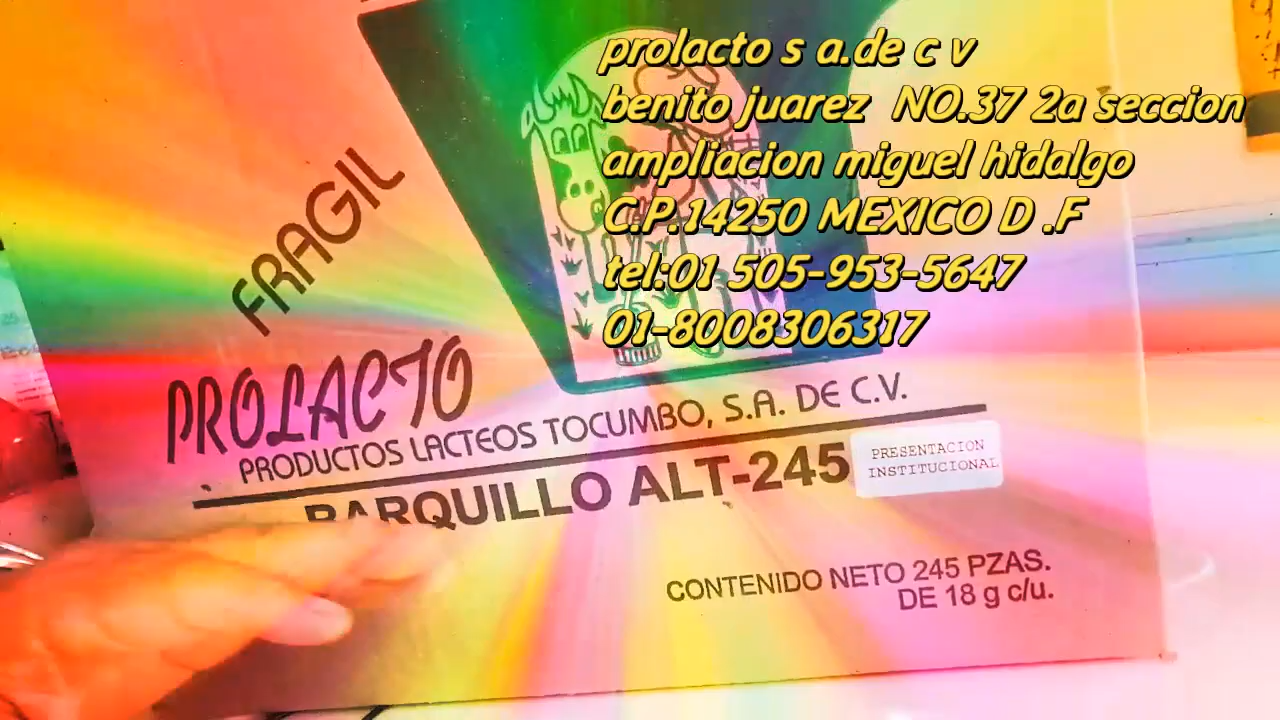 prolacto s a.de c v
benito juarez NO.37 2a seccion
ampliacion miguel hidalgo
C.P.14250 MEXICO D .F
tel:01 505-953-5647
01-8008306317
FRAGIL
PROLACTO
PRODUCTOS LACTEOS TOCUMBO, S.A. DE C.V.
BARQUILLO ALT-245
PRESENTACION
INSTITUCIONAL
CONTENIDO NETO 245 PZAS.
DE 18 g c/u.